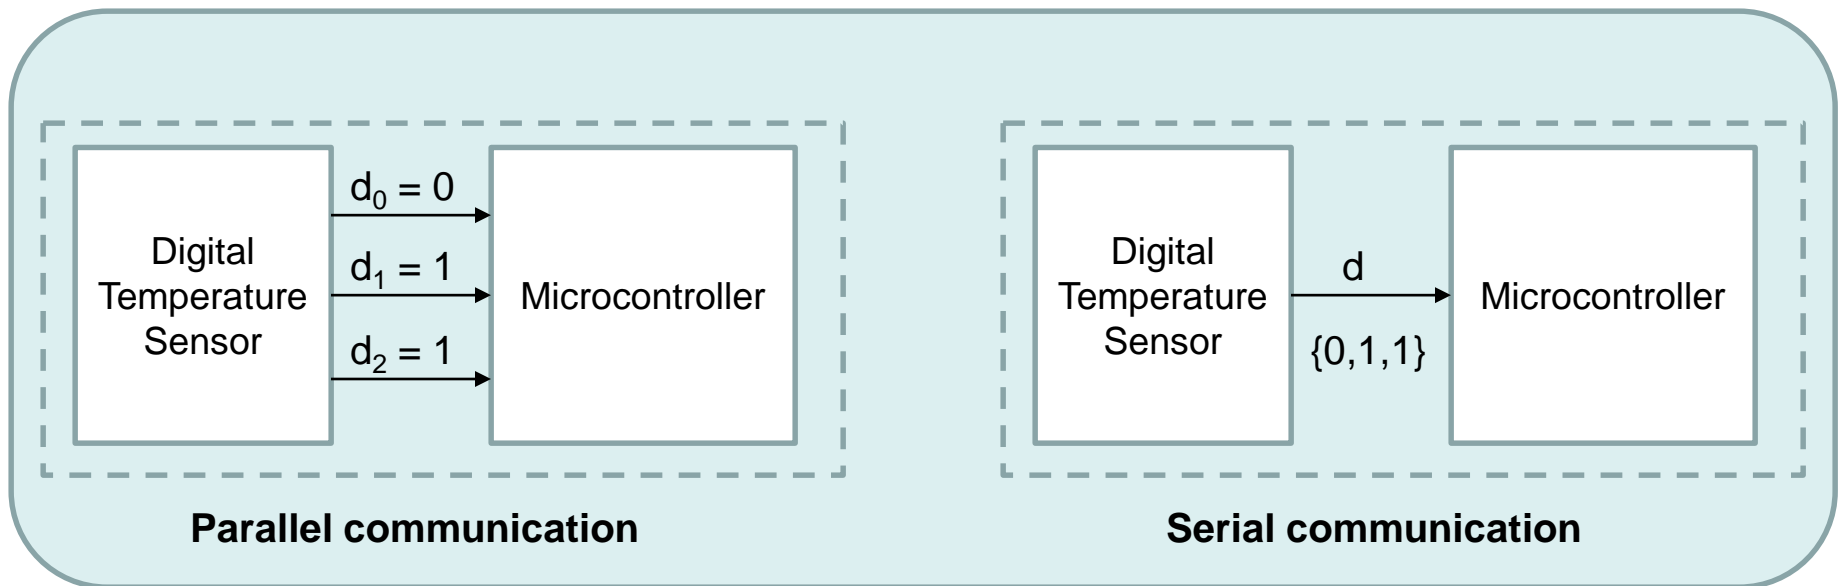 Digital
Temperature
Sensor
d₀ = 0
d₁ = 1
d₂ = 1
Microcontroller
Parallel communication
Digital
Temperature
Sensor
d
{0,1,1}
Microcontroller
Serial communication